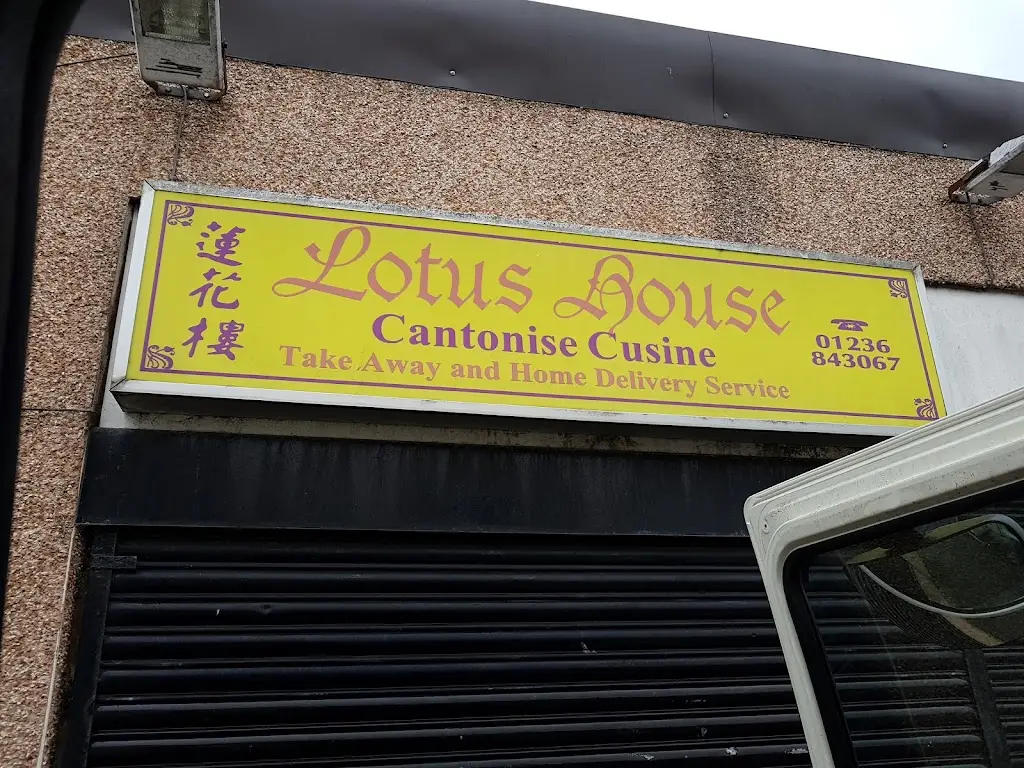 蓮花樓
Lotus House
Cantonise Cusine
Take Away and Home Delivery Service
☎
01236
843067